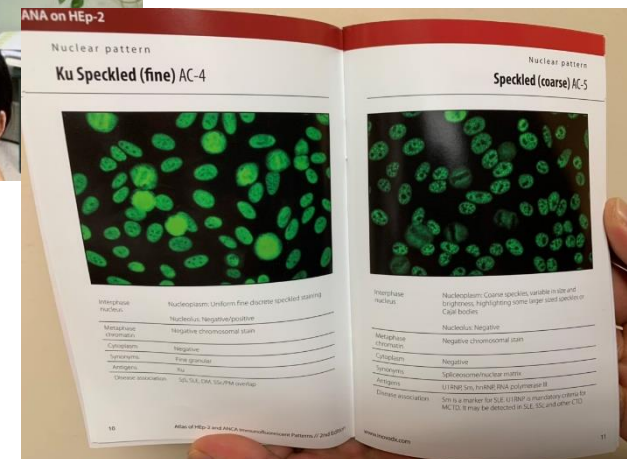 ANA on HEp-2
Nuclear pattern
Ku Speckled (fine) AC-4
Interphase nucleus
Nucleoplasm: Uniform fine discrete speckled staining
Nucleolus: Negative/positive
Metaphase chromatin
Negative chromosomal stain
Cytoplasm
Negative
Synonyms
Fine granular
Antigens
Ku
Disease association
SjS, SLE, DM, SSc/PM overlap
10
Atlas of HEp-2 and ANCA Immunofluorescent Patterns // 2nd Edition
Nuclear pattern
Speckled (coarse) AC-5
Interphase nucleus
Nucleoplasm: Coarse speckles, variable in size and
brightness, highlighting some larger sized speckles or
Cajal bodies
Nucleolus: Negative
Metaphase chromatin
Negative chromosomal stain
Cytoplasm
Negative
Synonyms
Spliceosome/nuclear matrix
Antigens
U1RNP, Sm, hnRNP, RNA polymerase III
Disease association
Sm is a marker for SLE. U1RNP is mandatory criteria for
MCTD. It may be detected in SLE, SSc and other CTD
www.inovadx.com
11